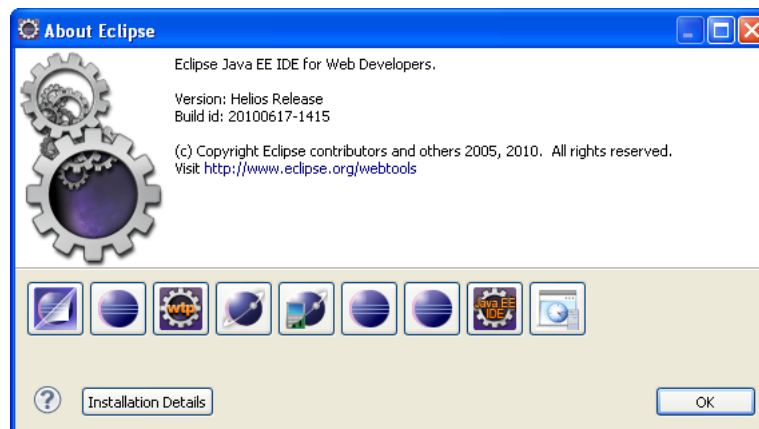 About Eclipse
Eclipse Java EE IDE for Web Developers.
Version: Helios Release
Build id: 20100617-1415
(c) Copyright Eclipse contributors and others 2005, 2010.  All rights reserved.
Visit http://www.eclipse.org/webtools
wtp
Java EE
IDE
?
Installation Details
OK